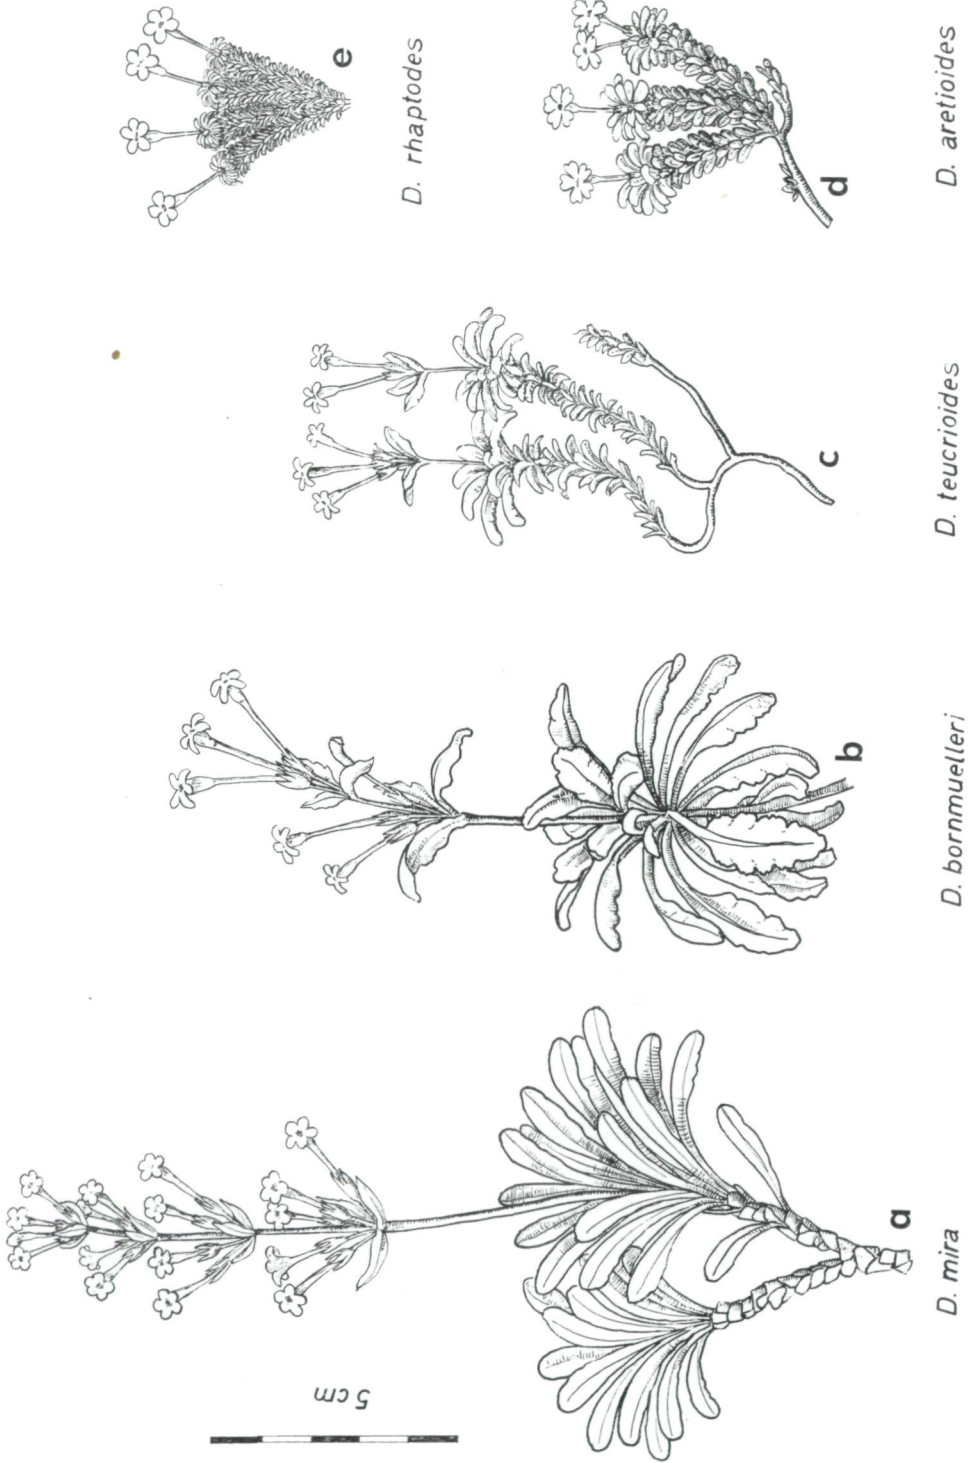 5 cm
a
D. mira
b
D. bornmuelleri
c
D. teucrioides
d
D. aretioides
e
D. rhaptodes